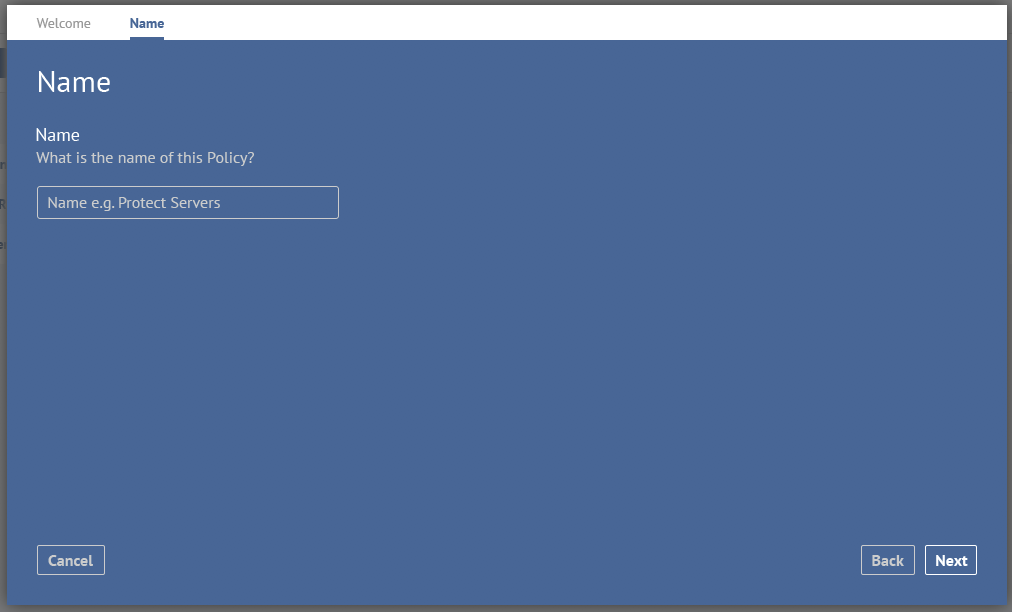 Welcome Name
Name
Name
What is the name of this Policy?
Name e.g. Protect Servers
Cancel Back Next